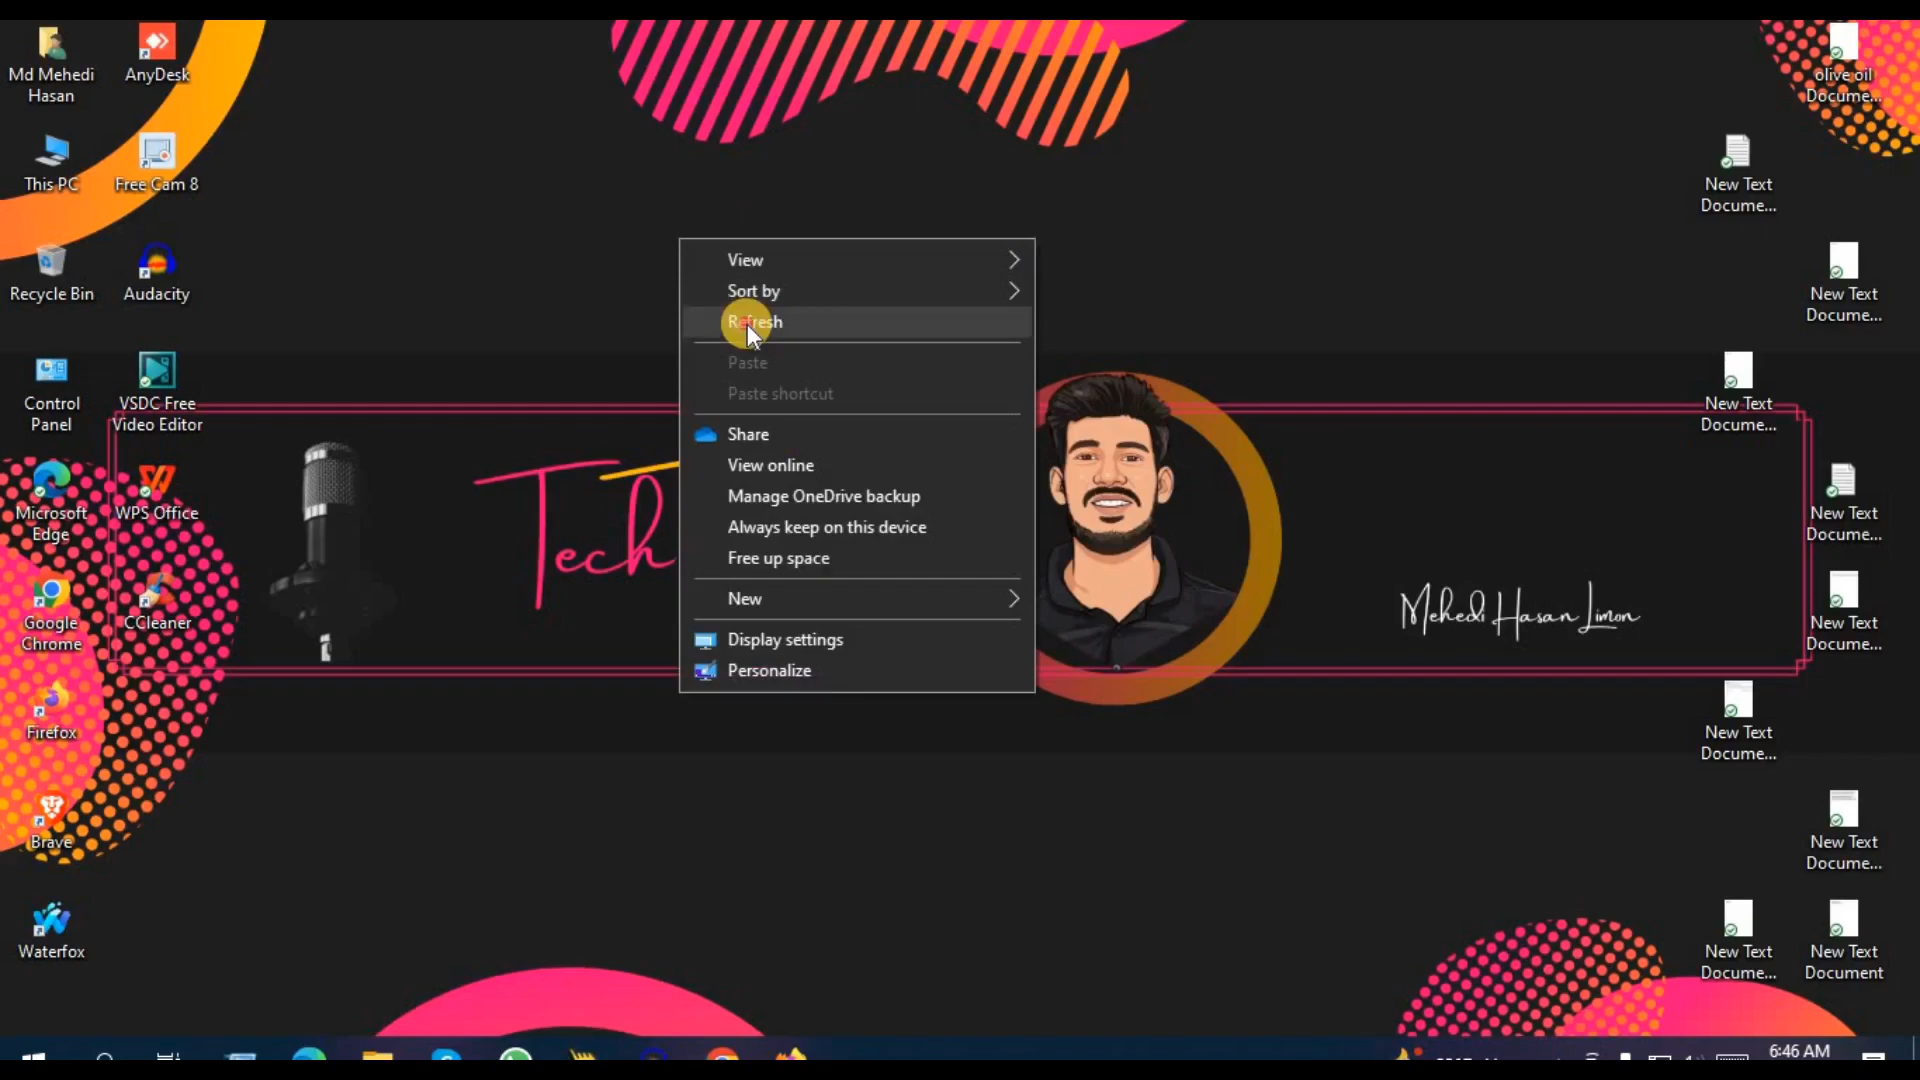 Md Mehedi
Hasan
AnyDesk
This PC
Free Cam 8
Recycle Bin
Audacity
Control
Panel
VSDC Free
Video Editor
Microsoft
Edge
WPS Office
Google
Chrome
CCleaner
Firefox
Brave
Waterfox
Tech
View
Sort by
Refresh
Paste
Paste shortcut
Share
View online
Manage OneDrive backup
Always keep on this device
Free up space
New
Display settings
Personalize
Mehedi Hasan Limon
olive oil
Docume...
New Text
Docume...
New Text
Docume...
New Text
Docume...
New Text
Docume...
New Text
Docume...
New Text
Docume...
New Text
Docume...
New Text
Docume...
New Text
Document
6:46 AM